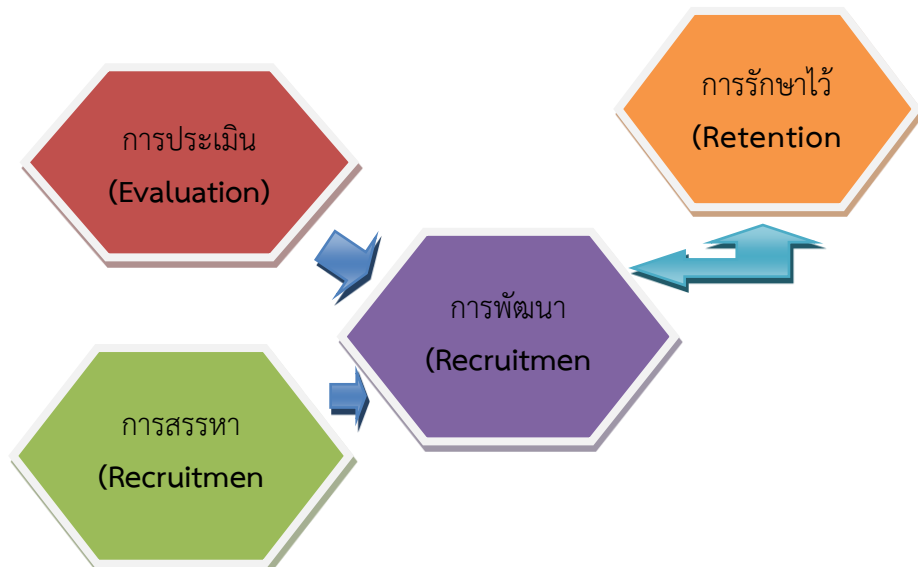 การประเมิน
(Evaluation)
การรักษาไว้
(Retention
การพัฒนา
(Recruitmen
การสรรหา
(Recruitmen